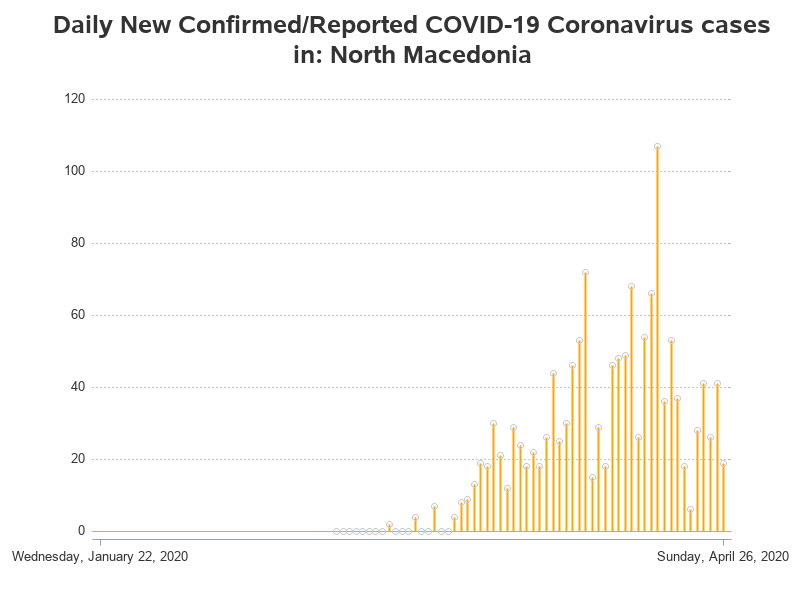 Daily New Confirmed/Reported COVID-19 Coronavirus cases
in: North Macedonia
120
100
80
60
40
20
0
Wednesday, January 22, 2020
Sunday, April 26, 2020